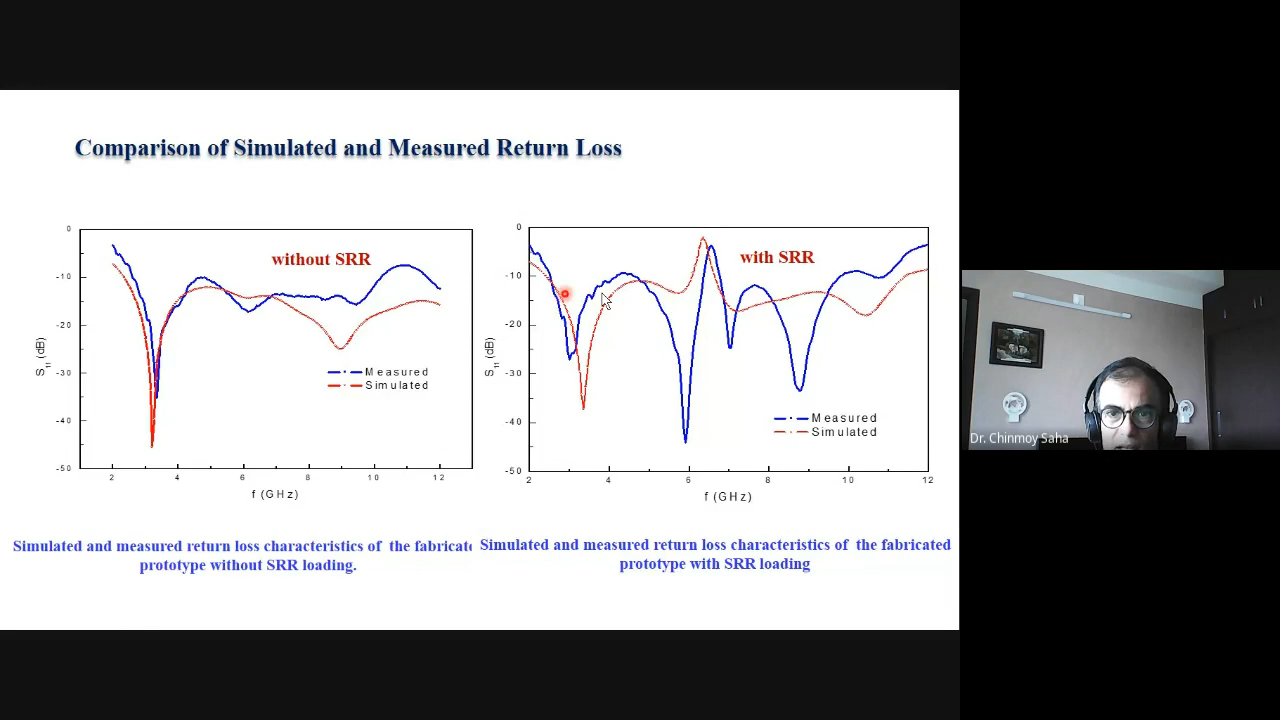 Comparison of Simulated and Measured Return Loss
0
-10
-20
-30
-40
-50
S11 (dB)
without SRR
Measured
Simulated
2
4
6
8
10
12
f (GHz)
Simulated and measured return loss characteristics of the fabricate
prototype without SRR loading.
0
-10
-20
-30
-40
-50
S11 (dB)
with SRR
Measured
Simulated
2
4
6
8
10
12
f (GHz)
Simulated and measured return loss characteristics of the fabricated
prototype with SRR loading
Dr. Chinmoy Saha